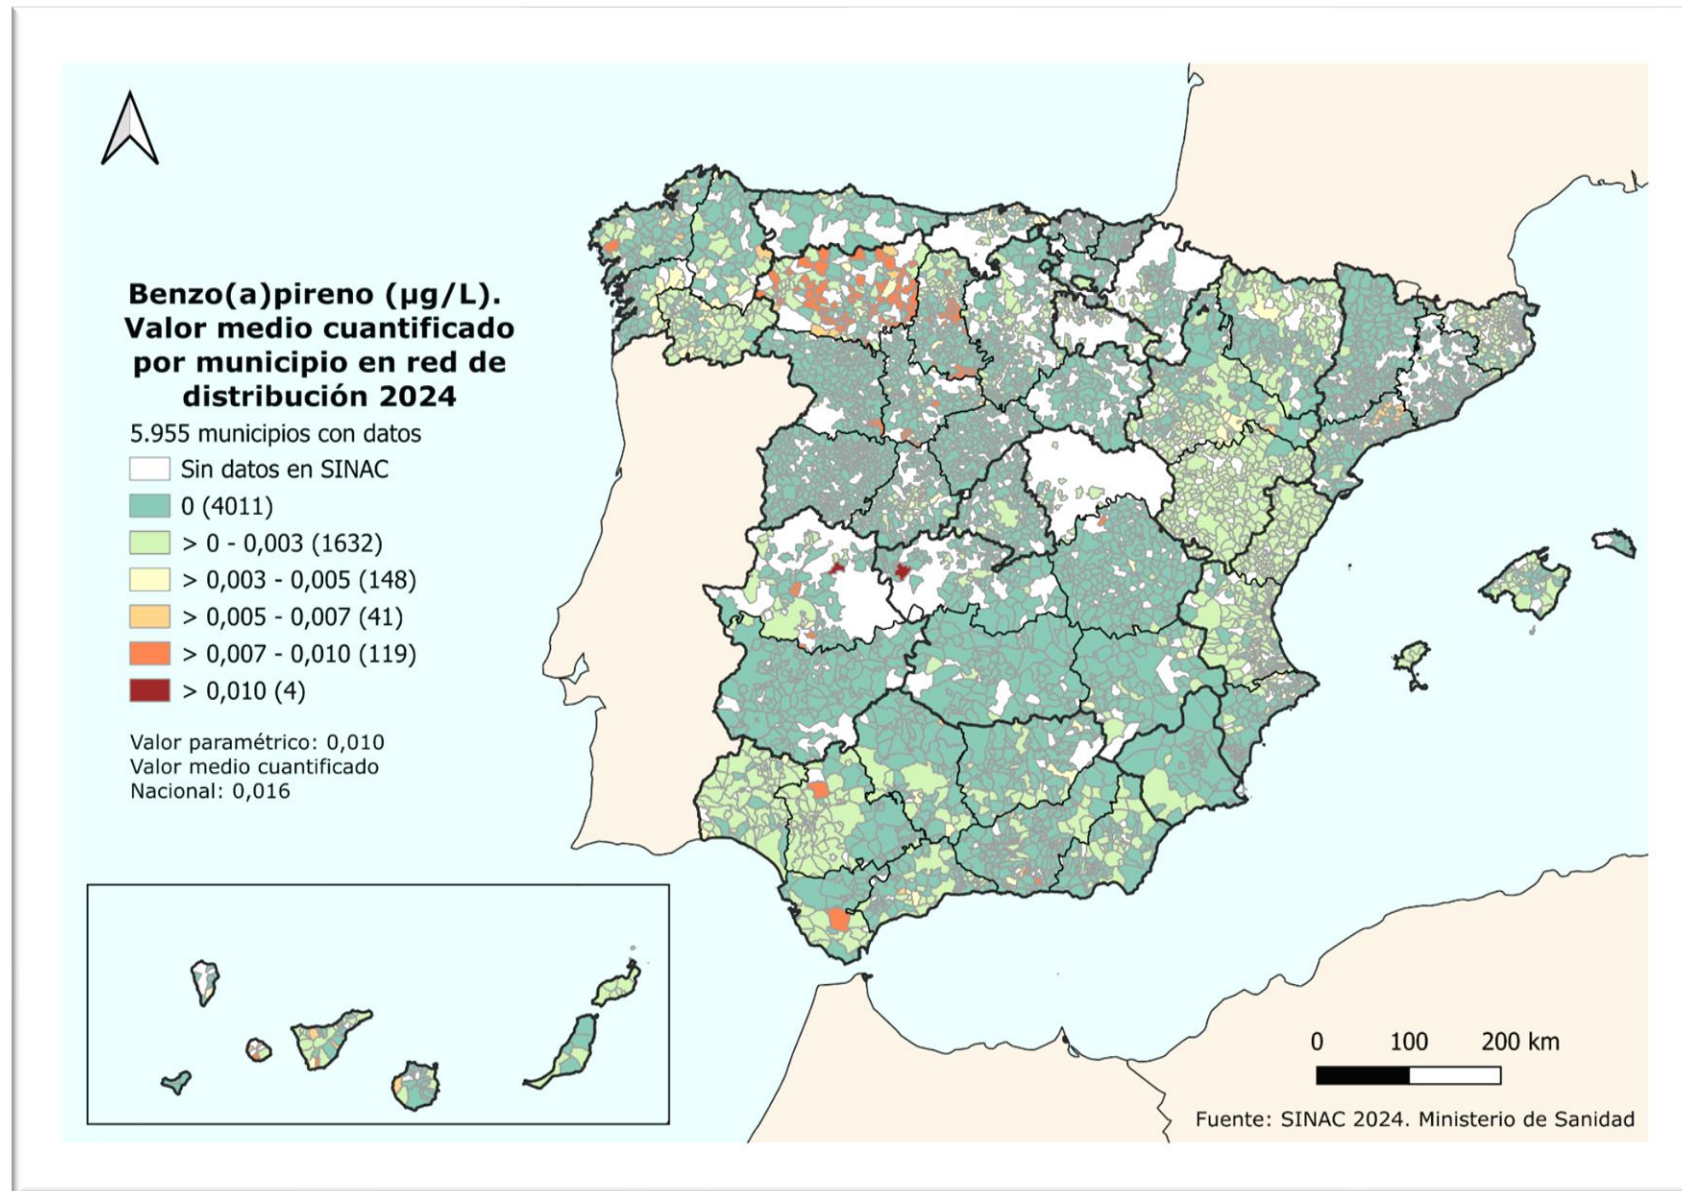 Benzo(a)pireno (µg/L).
Valor medio cuantificado
por municipio en red de
distribución 2024
5.955 municipios con datos
Sin datos en SINAC
0 (4011)
> 0 - 0,003 (1632)
> 0,003 - 0,005 (148)
> 0,005 - 0,007 (41)
> 0,007 - 0,010 (119)
> 0,010 (4)
Valor paramétrico: 0,010
Valor medio cuantificado
Nacional: 0,016
0 100 200 km
Fuente: SINAC 2024. Ministerio de Sanidad